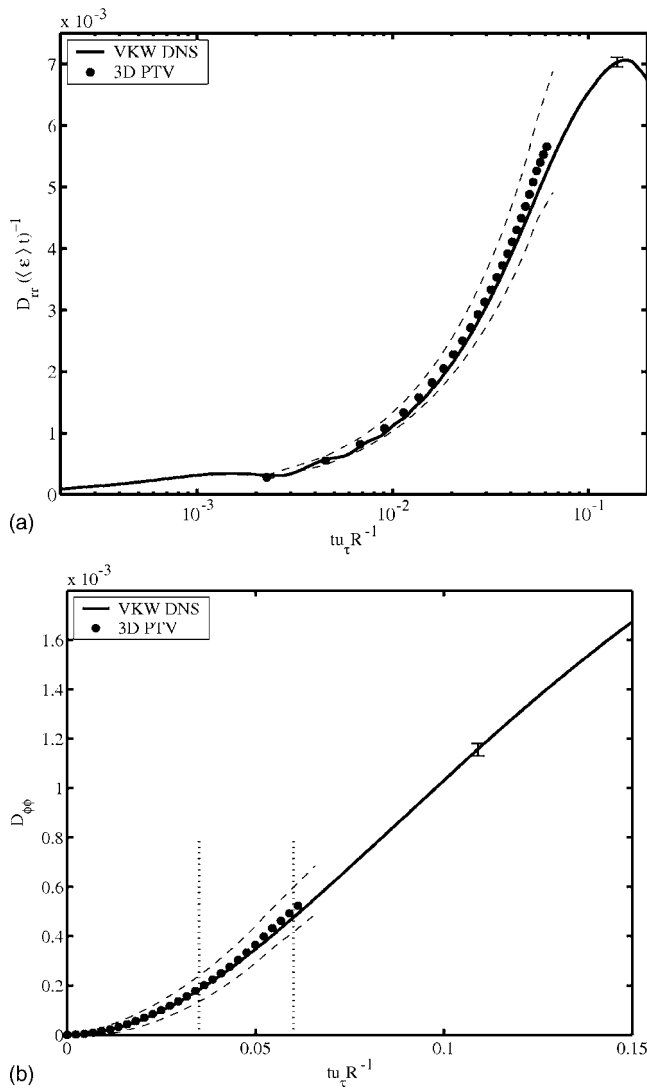 x 10⁻³
VKW DNS
3D PTV
7
6
5
4
3
2
1
0
D_rr (⟨ε⟩ t)⁻¹
10⁻³
10⁻²
10⁻¹
t u_τ R⁻¹
(a)
x 10⁻³
VKW DNS
3D PTV
1.6
1.4
1.2
1
0.8
0.6
0.4
0.2
0
D_ϕϕ
0
0.05
0.1
0.15
t u_τ R⁻¹
(b)